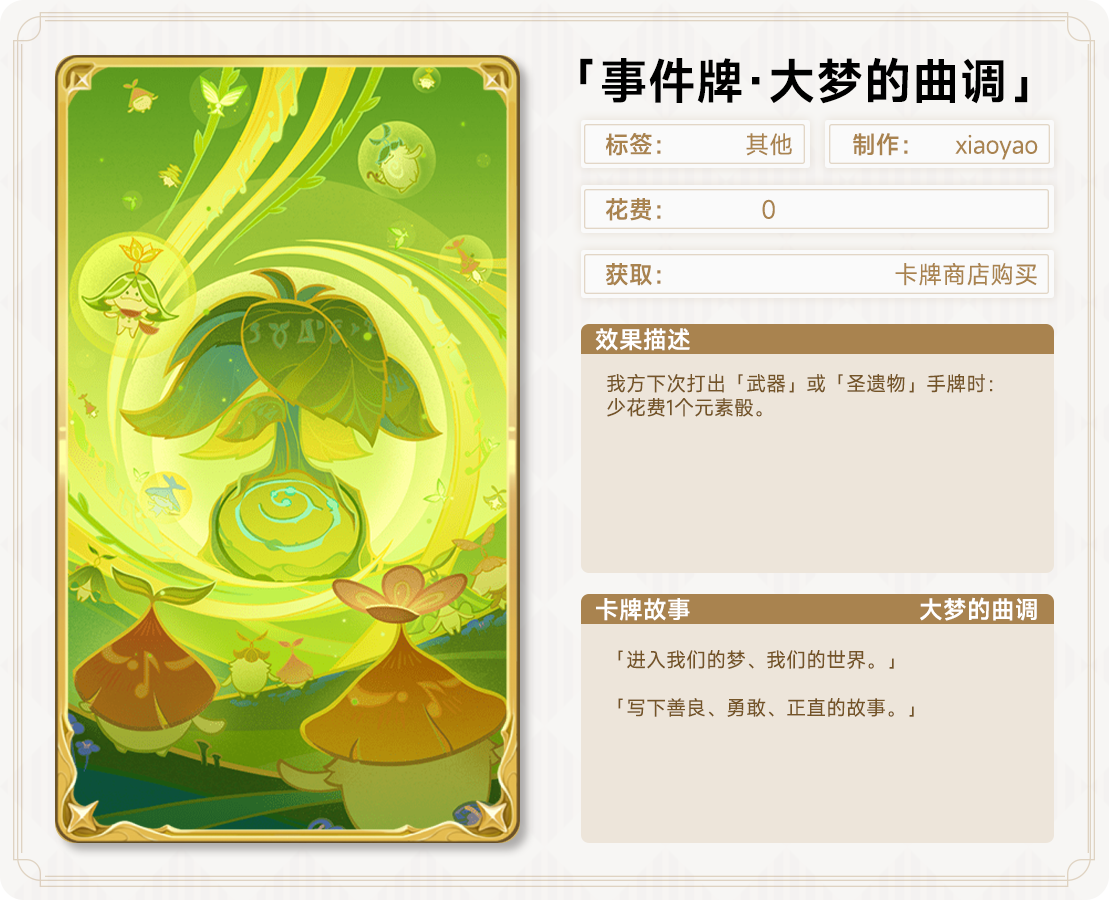 「事件牌·大梦的曲调」
标签: 其他 制作: xiaoyao
花费: 0
获取: 卡牌商店购买
效果描述
我方下次打出「武器」或「圣遗物」手牌时:
少花费1个元素骰。
卡牌故事 大梦的曲调
「进入我们的梦、我们的世界。」
「写下善良、勇敢、正直的故事。」